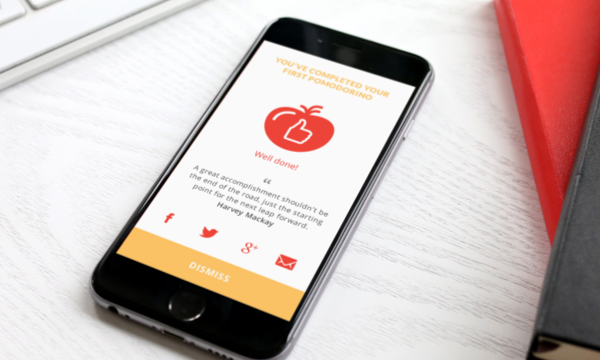 YOU'VE COMPLETED YOUR
FIRST POMODORINO
Well done!
“
A great accomplishment shouldn't be
the end of the road, just the starting
point for the next leap forward.
Harvey Mackay
f
g+
DISMISS